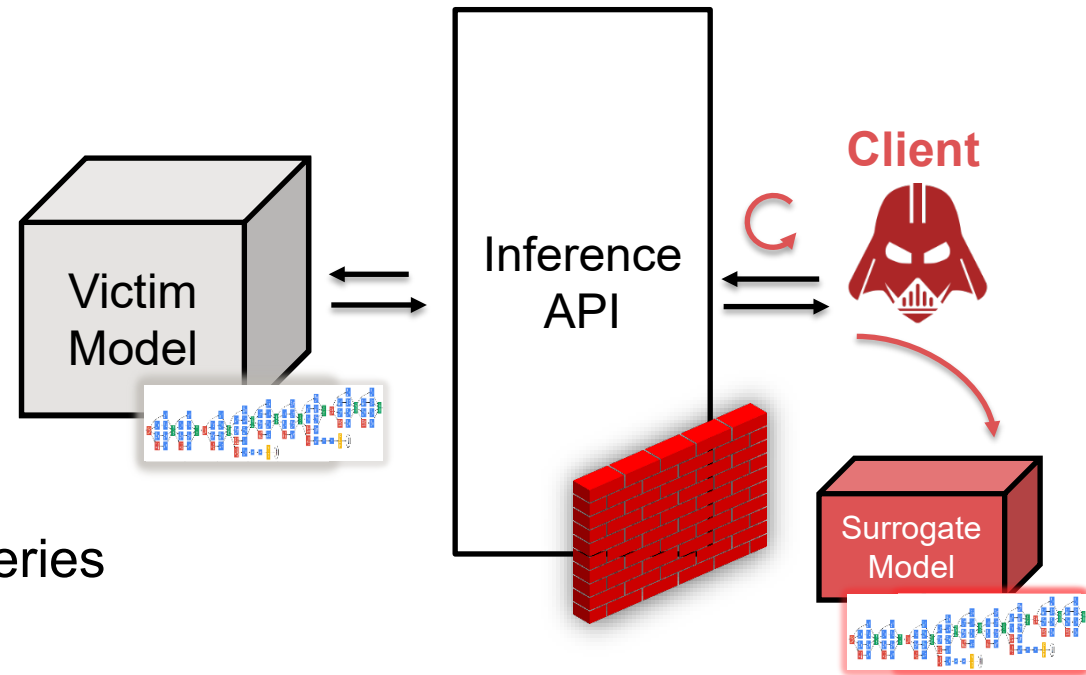 Client
Inference
API
Victim
Model
Surrogate
Model
eries